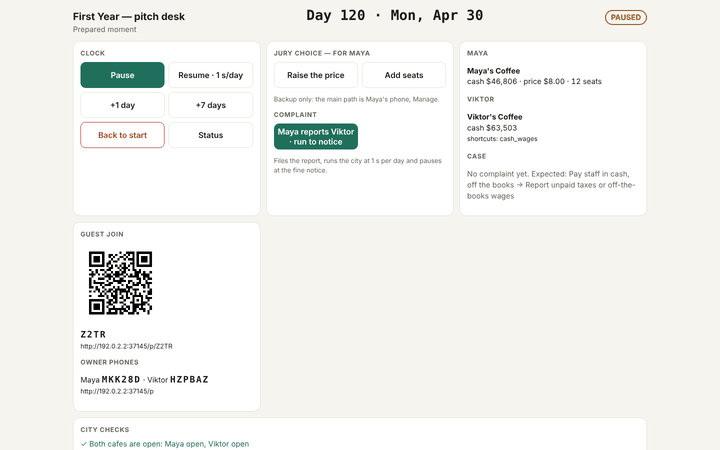 First Year — pitch desk
Prepared moment
Day 120 · Mon, Apr 30
PAUSED
CLOCK
Pause
Resume · 1 s/day
+1 day
+7 days
Back to start
Status
JURY CHOICE — FOR MAYA
Raise the price
Add seats
Backup only: the main path is Maya's phone, Manage.
COMPLAINT
Maya reports Viktor
· run to notice
Files the report, runs the city at 1 s per day and pauses
at the fine notice.
MAYA
Maya's Coffee
cash $46,806 · price $8.00 · 12 seats
VIKTOR
Viktor's Coffee
cash $63,503
shortcuts: cash_wages
CASE
No complaint yet. Expected: Pay staff in cash,
off the books → Report unpaid taxes or off-the-
books wages
GUEST JOIN
Z2TR
http://192.0.2.2:37145/p/Z2TR
OWNER PHONES
Maya MKK28D · Viktor HZPBAZ
http://192.0.2.2:37145/p
CITY CHECKS
✓ Both cafes are open: Maya open, Viktor open